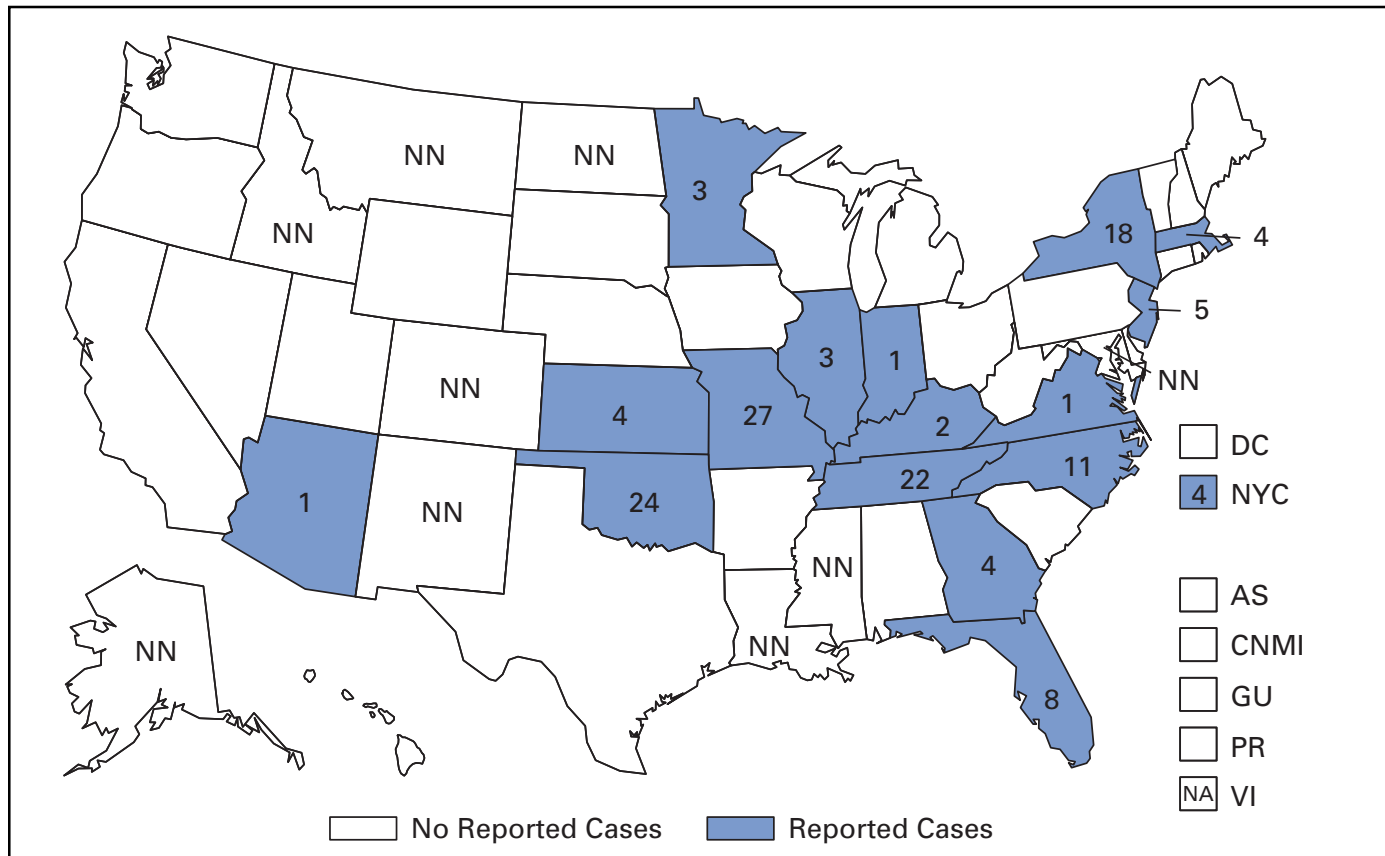 NN
NN
3
NN
18
4
5
3
1
NN
NN
4
27
2
1
DC
11
22
1
NN
24
4 NYC
NN
4
AS
NN
NN
CNMI
GU
8
PR
NA VI
No Reported Cases
Reported Cases